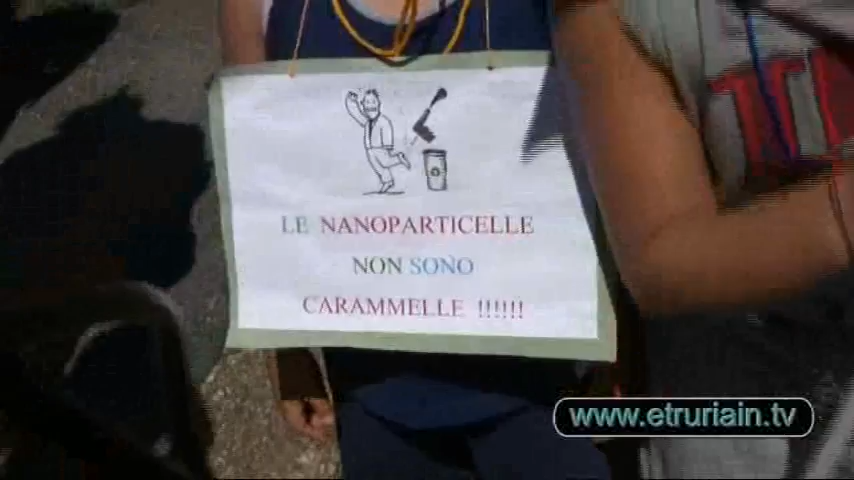 LE NANOPARTICELLE
NON SONO
CARAMMELLE !!!!!!
www.etruriain.tv